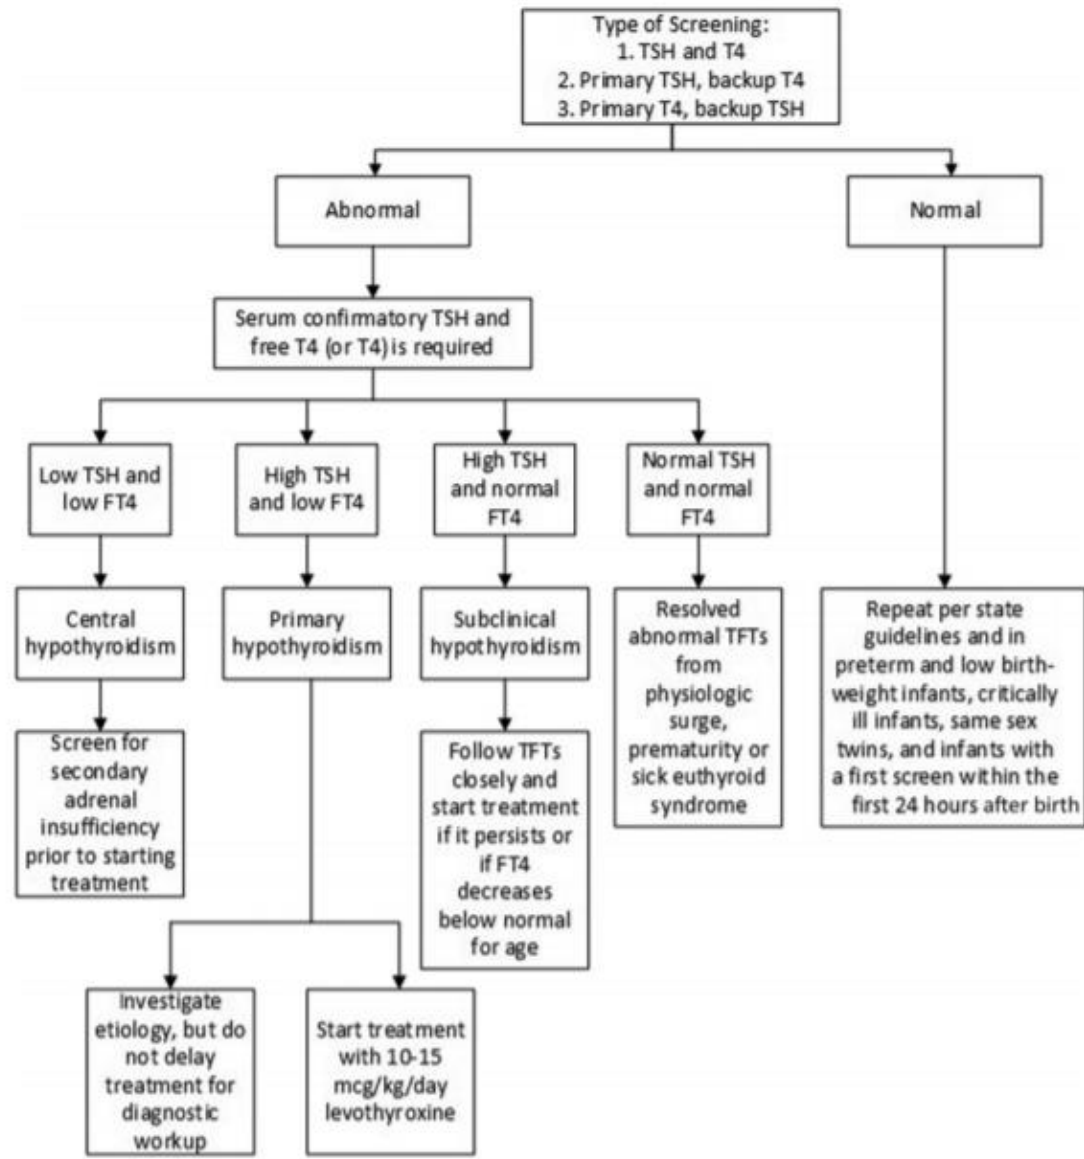 Type of Screening:
1. TSH and T4
2. Primary TSH, backup T4
3. Primary T4, backup TSH
Abnormal
Normal
Serum confirmatory TSH and
free T4 (or T4) is required
Low TSH and
low FT4
High TSH
and low FT4
High TSH
and normal
FT4
Normal TSH
and normal
FT4
Central
hypothyroidism
Primary
hypothyroidism
Subclinical
hypothyroidism
Resolved
abnormal TFTs
from
physiologic
surge,
prematurity or
sick euthyroid
syndrome
Repeat per state
guidelines and in
preterm and low birth-
weight infants, critically
ill infants, same sex
twins, and infants with
a first screen within the
first 24 hours after birth
Screen for
secondary
adrenal
insufficiency
prior to starting
treatment
Follow TFTs
closely and
start treatment
if it persists or
if FT4
decreases
below normal
for age
Investigate
etiology, but do
not delay
treatment for
diagnostic
workup
Start treatment
with 10-15
mcg/kg/day
levothyroxine